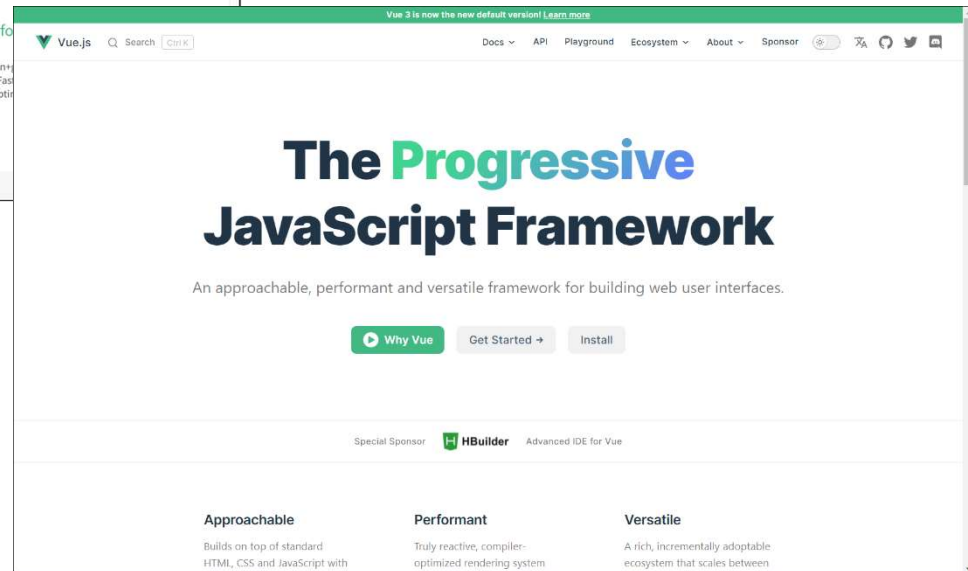 Vue 3 is now the new default version! Learn more
Vue.js Search Ctrl K Docs API Playground Ecosystem About Sponsor
The Progressive
JavaScript Framework
An approachable, performant and versatile framework for building web user interfaces.
Why Vue Get Started → Install
Special Sponsor HBuilder Advanced IDE for Vue
Approachable
Builds on top of standard
HTML, CSS and JavaScript with
Performant
Truly reactive, compiler-
optimized rendering system
Versatile
A rich, incrementally adoptable
ecosystem that scales between